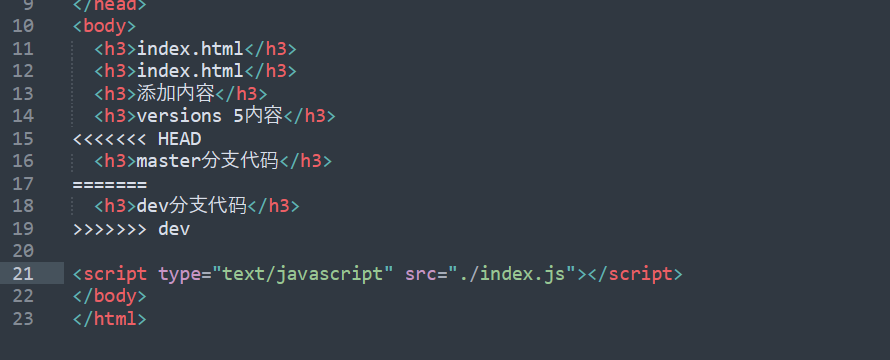 9 </head>
10 <body>
11 <h3>index.html</h3>
12 <h3>index.html</h3>
13 <h3>添加内容</h3>
14 <h3>versions 5内容</h3>
15 <<<<<<< HEAD
16 <h3>master分支代码</h3>
17 =======
18 <h3>dev分支代码</h3>
19 >>>>>>> dev
20
21 <script type="text/javascript" src="./index.js"></script>
22 </body>
23 </html>